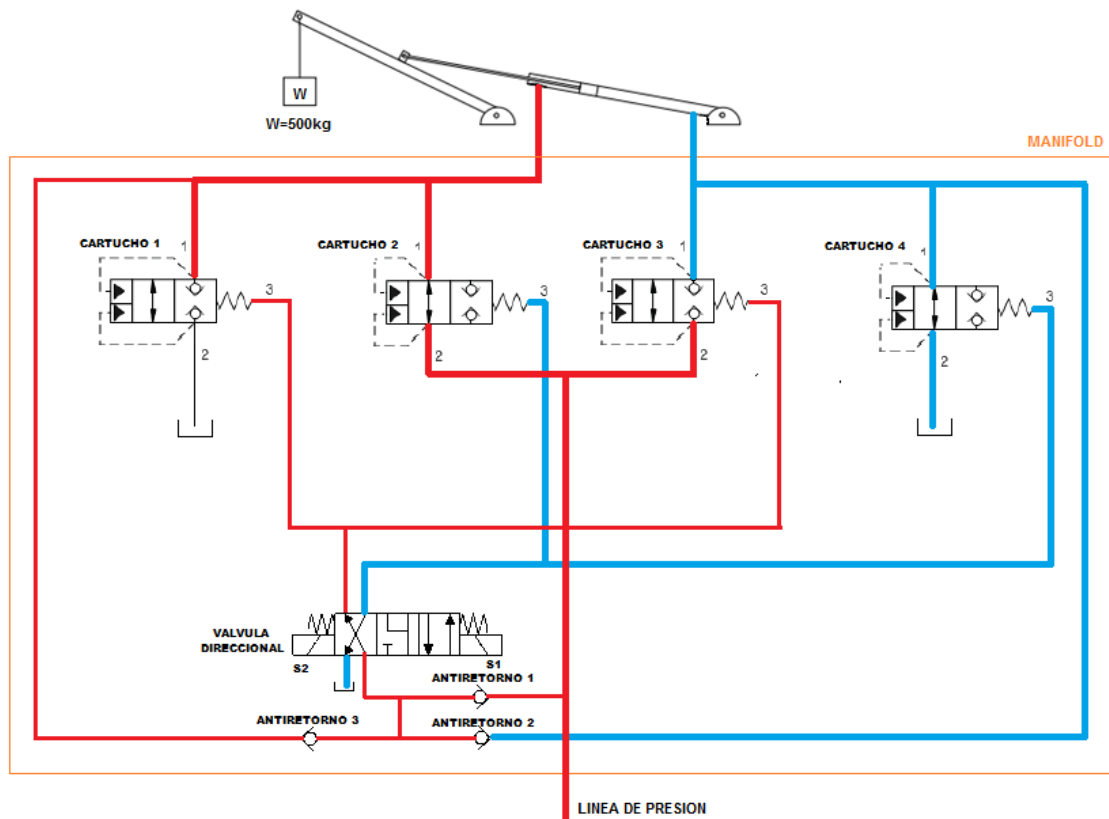 W
W=500kg
MANIFOLD
CARTUCHO 1
1
CARTUCHO 2
1
CARTUCHO 3
1
CARTUCHO 4
1
3
3
3
3
2
2
2
2
VALVULA
DIRECCIONAL
S2
S1
ANTIRETORNO 1
ANTIRETORNO 3
ANTIRETORNO 2
LINEA DE PRESION